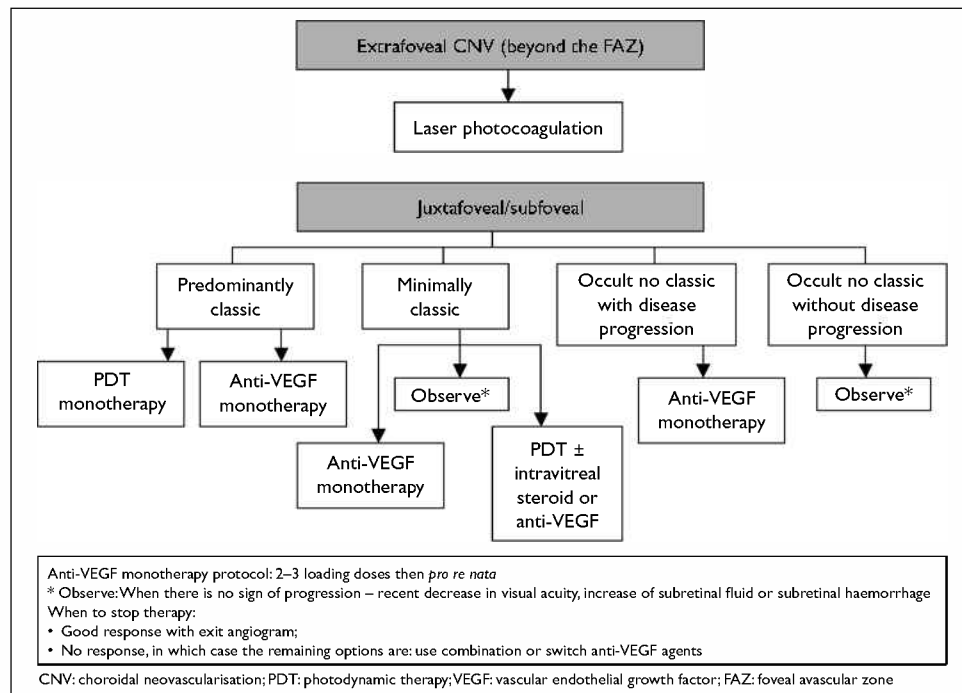 Extrafoveal CNV (beyond the FAZ)
Laser photocoagulation
Juxtafoveal/subfoveal
Predominantly
classic
Minimally
classic
Occult no classic
with disease
progression
Occult no classic
without disease
progression
PDT
monotherapy
Anti-VEGF
monotherapy
Observe*
Anti-VEGF
monotherapy
PDT ±
intravitreal
steroid or
anti-VEGF
Anti-VEGF
monotherapy
Observe*
Anti-VEGF monotherapy protocol: 2–3 loading doses then pro re nata
* Observe: When there is no sign of progression – recent decrease in visual acuity, increase of subretinal fluid or subretinal haemorrhage
When to stop therapy:
• Good response with exit angiogram;
• No response, in which case the remaining options are: use combination or switch anti-VEGF agents
CNV: choroidal neovascularisation; PDT: photodynamic therapy; VEGF: vascular endothelial growth factor; FAZ: foveal avascular zone